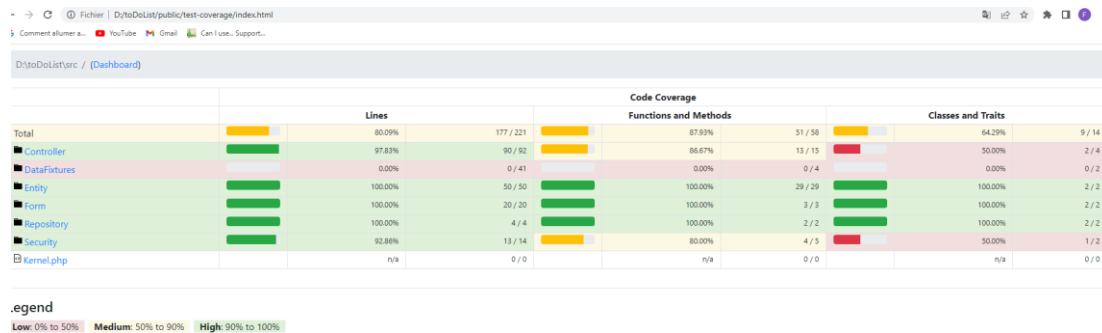 Fichier | D:/toDoList/public/test-coverage/index.html
Comment allumer a... YouTube Gmail Can I use... Support...
F
D:\toDoList\src / (Dashboard)
Code Coverage
Lines Functions and Methods Classes and Traits
Total 80.09% 177 / 221 87.93% 51 / 58 64.29% 9 / 14
Controller 97.83% 90 / 92 86.67% 13 / 15 50.00% 2 / 4
DataFixtures 0.00% 0 / 41 0.00% 0 / 4 0.00% 0 / 2
Entity 100.00% 50 / 50 100.00% 29 / 29 100.00% 2 / 2
Form 100.00% 20 / 20 100.00% 3 / 3 100.00% 2 / 2
Repository 100.00% 4 / 4 100.00% 2 / 2 100.00% 2 / 2
Security 92.86% 13 / 14 80.00% 4 / 5 50.00% 1 / 2
Kernel.php n/a 0 / 0 n/a 0 / 0 n/a 0 / 0
egend
Low: 0% to 50% Medium: 50% to 90% High: 90% to 100%